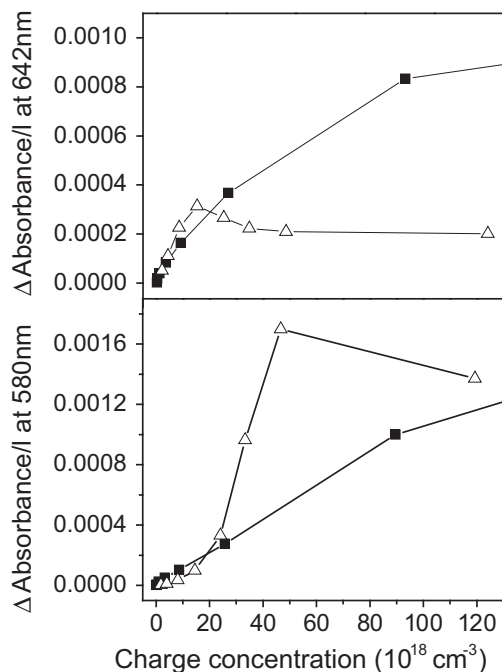 0.0010
0.0008
0.0006
0.0004
0.0002
0.0000
Δ Absorbance/l at 642nm
0.0016
0.0012
0.0008
0.0004
0.0000
Δ Absorbance/l at 580nm
0 20 40 60 80 100 120
Charge concentration (10¹⁸ cm⁻³)